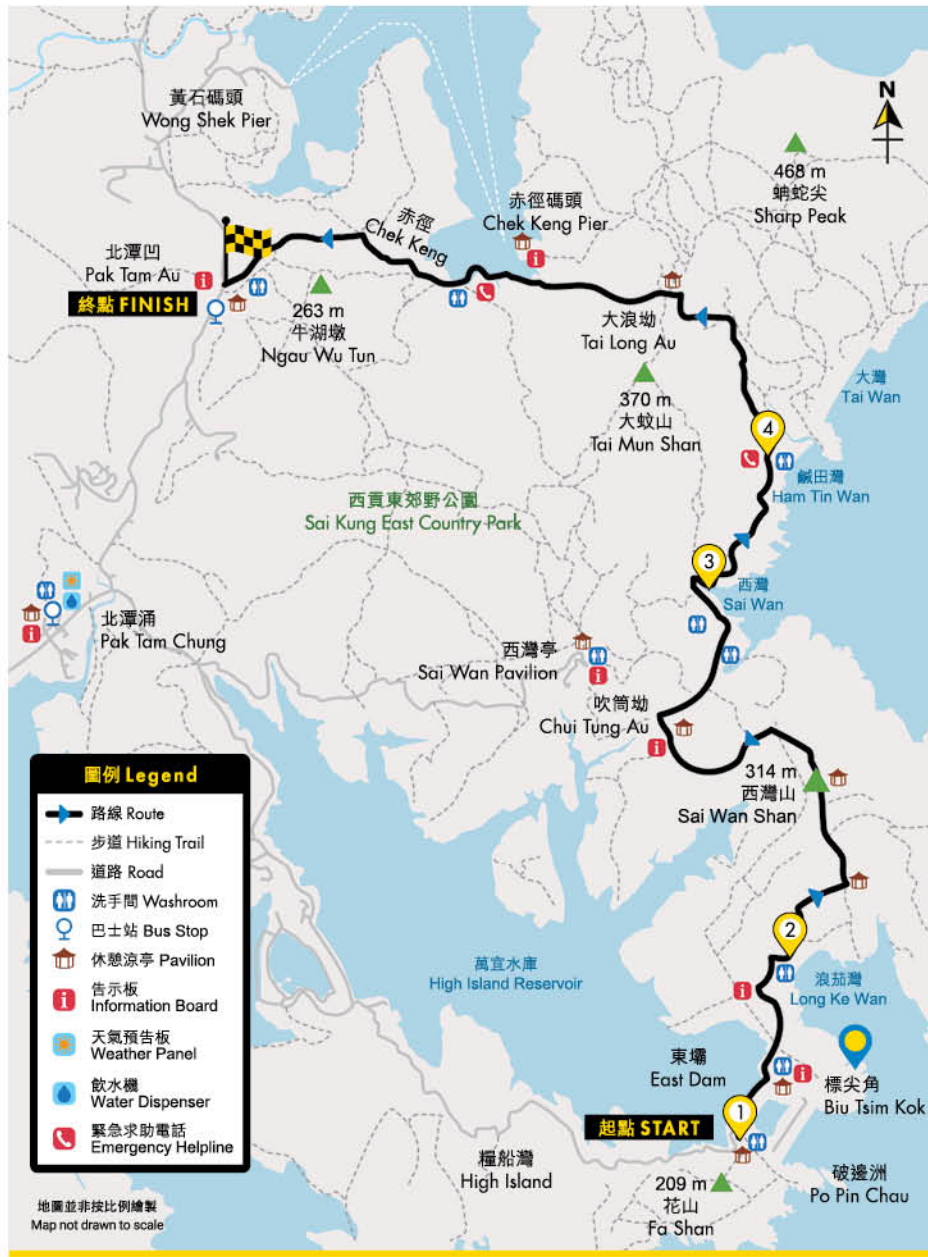 黃石碼頭
Wong Shek Pier
N
468 m
蚺蛇尖
Sharp Peak
赤徑碼頭
Chek Keng Pier
赤徑
Chek Keng
北潭凹
Pak Tam Au
終點 FINISH
263 m
牛湖墩
Ngau Wu Tun
大浪坳
Tai Long Au
370 m
大蚊山
Tai Mun Shan
大灣
Tai Wan
4
鹹田灣
Ham Tin Wan
西貢東郊野公園
Sai Kung East Country Park
3
西灣
Sai Wan
北潭涌
Pak Tam Chung
西灣亭
Sai Wan Pavilion
吹筒坳
Chui Tung Au
314 m
西灣山
Sai Wan Shan
圖例 Legend
路線 Route
步道 Hiking Trail
道路 Road
洗手間 Washroom
巴士站 Bus Stop
休憩涼亭 Pavilion
告示板
Information Board
天氣預告板
Weather Panel
飲水機
Water Dispenser
緊急求助電話
Emergency Helpline
地圖並非按比例繪製
Map not drawn to scale
2
萬宜水庫
High Island Reservoir
浪茄灣
Long Ke Wan
東壩
East Dam
標尖角
Biu Tsim Kok
1
起點 START
糧船灣
High Island
209 m
花山
Fa Shan
破邊洲
Po Pin Chau